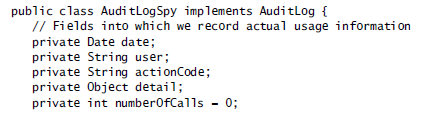 public class AuditLogSpy implements AuditLog {
// Fields into which we record actual usage information
private Date date;
private String user;
private String actionCode;
private Object detail;
private int numberOfCalls = 0;